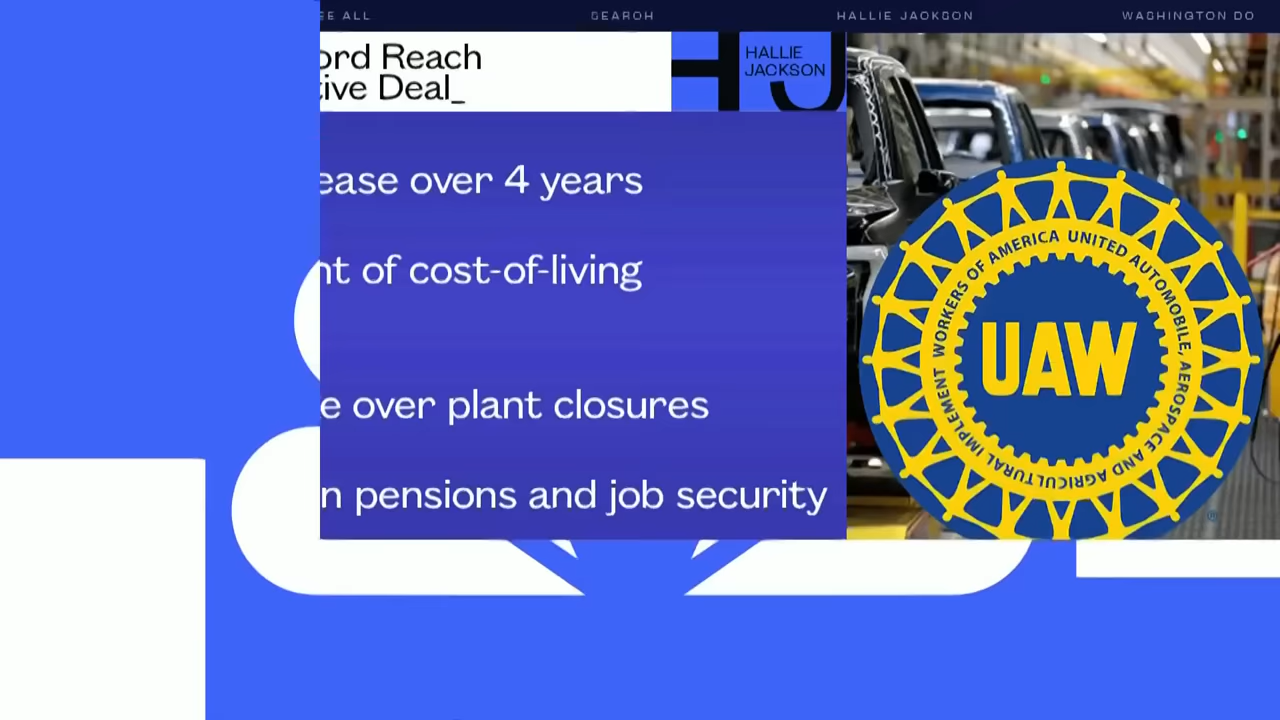 EE ALL
SEARCH
HALLIE JACKSON
WASHINGTON DC
ord Reach
tive Deal_
HALLIE
JACKSON
ease over 4 years
nt of cost-of-living
e over plant closures
n pensions and job security
WORKERS OF AMERICA UNITED AUTOMOBILE, AEROSPACE AND AGRICULTURAL IMPLEMENT
UAW
®